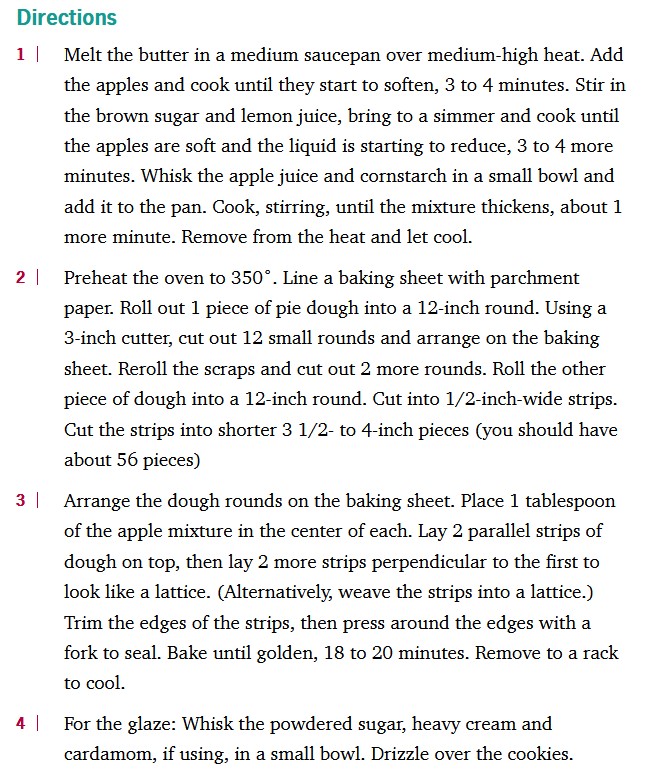 Directions
1 | Melt the butter in a medium saucepan over medium-high heat. Add
the apples and cook until they start to soften, 3 to 4 minutes. Stir in
the brown sugar and lemon juice, bring to a simmer and cook until
the apples are soft and the liquid is starting to reduce, 3 to 4 more
minutes. Whisk the apple juice and cornstarch in a small bowl and
add it to the pan. Cook, stirring, until the mixture thickens, about 1
more minute. Remove from the heat and let cool.
2 | Preheat the oven to 350˚. Line a baking sheet with parchment
paper. Roll out 1 piece of pie dough into a 12-inch round. Using a
3-inch cutter, cut out 12 small rounds and arrange on the baking
sheet. Reroll the scraps and cut out 2 more rounds. Roll the other
piece of dough into a 12-inch round. Cut into 1/2-inch-wide strips.
Cut the strips into shorter 3 1/2- to 4-inch pieces (you should have
about 56 pieces)
3 | Arrange the dough rounds on the baking sheet. Place 1 tablespoon
of the apple mixture in the center of each. Lay 2 parallel strips of
dough on top, then lay 2 more strips perpendicular to the first to
look like a lattice. (Alternatively, weave the strips into a lattice.)
Trim the edges of the strips, then press around the edges with a
fork to seal. Bake until golden, 18 to 20 minutes. Remove to a rack
to cool.
4 | For the glaze: Whisk the powdered sugar, heavy cream and
cardamom, if using, in a small bowl. Drizzle over the cookies.